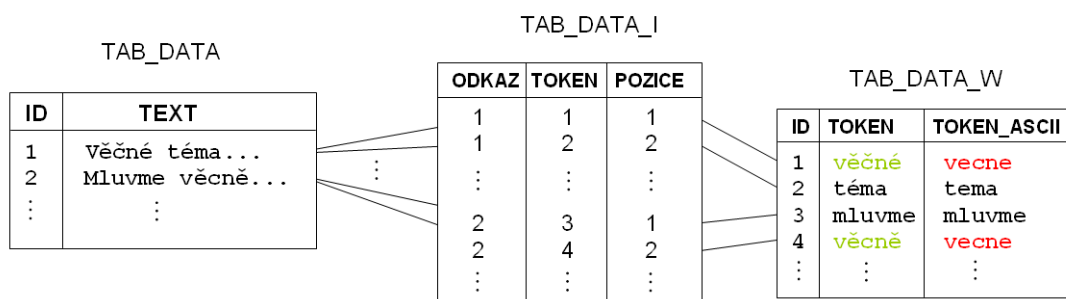 TAB_DATA
ID TEXT
1 Věčné téma...
2 Mluvme věcně...
TAB_DATA_I
ODKAZ TOKEN POZICE
1 1 1
1 2 2
2 3 1
2 4 2
TAB_DATA_W
ID TOKEN TOKEN_ASCII
1 věčné vecne
2 téma tema
3 mluvme mluvme
4 věcně vecne